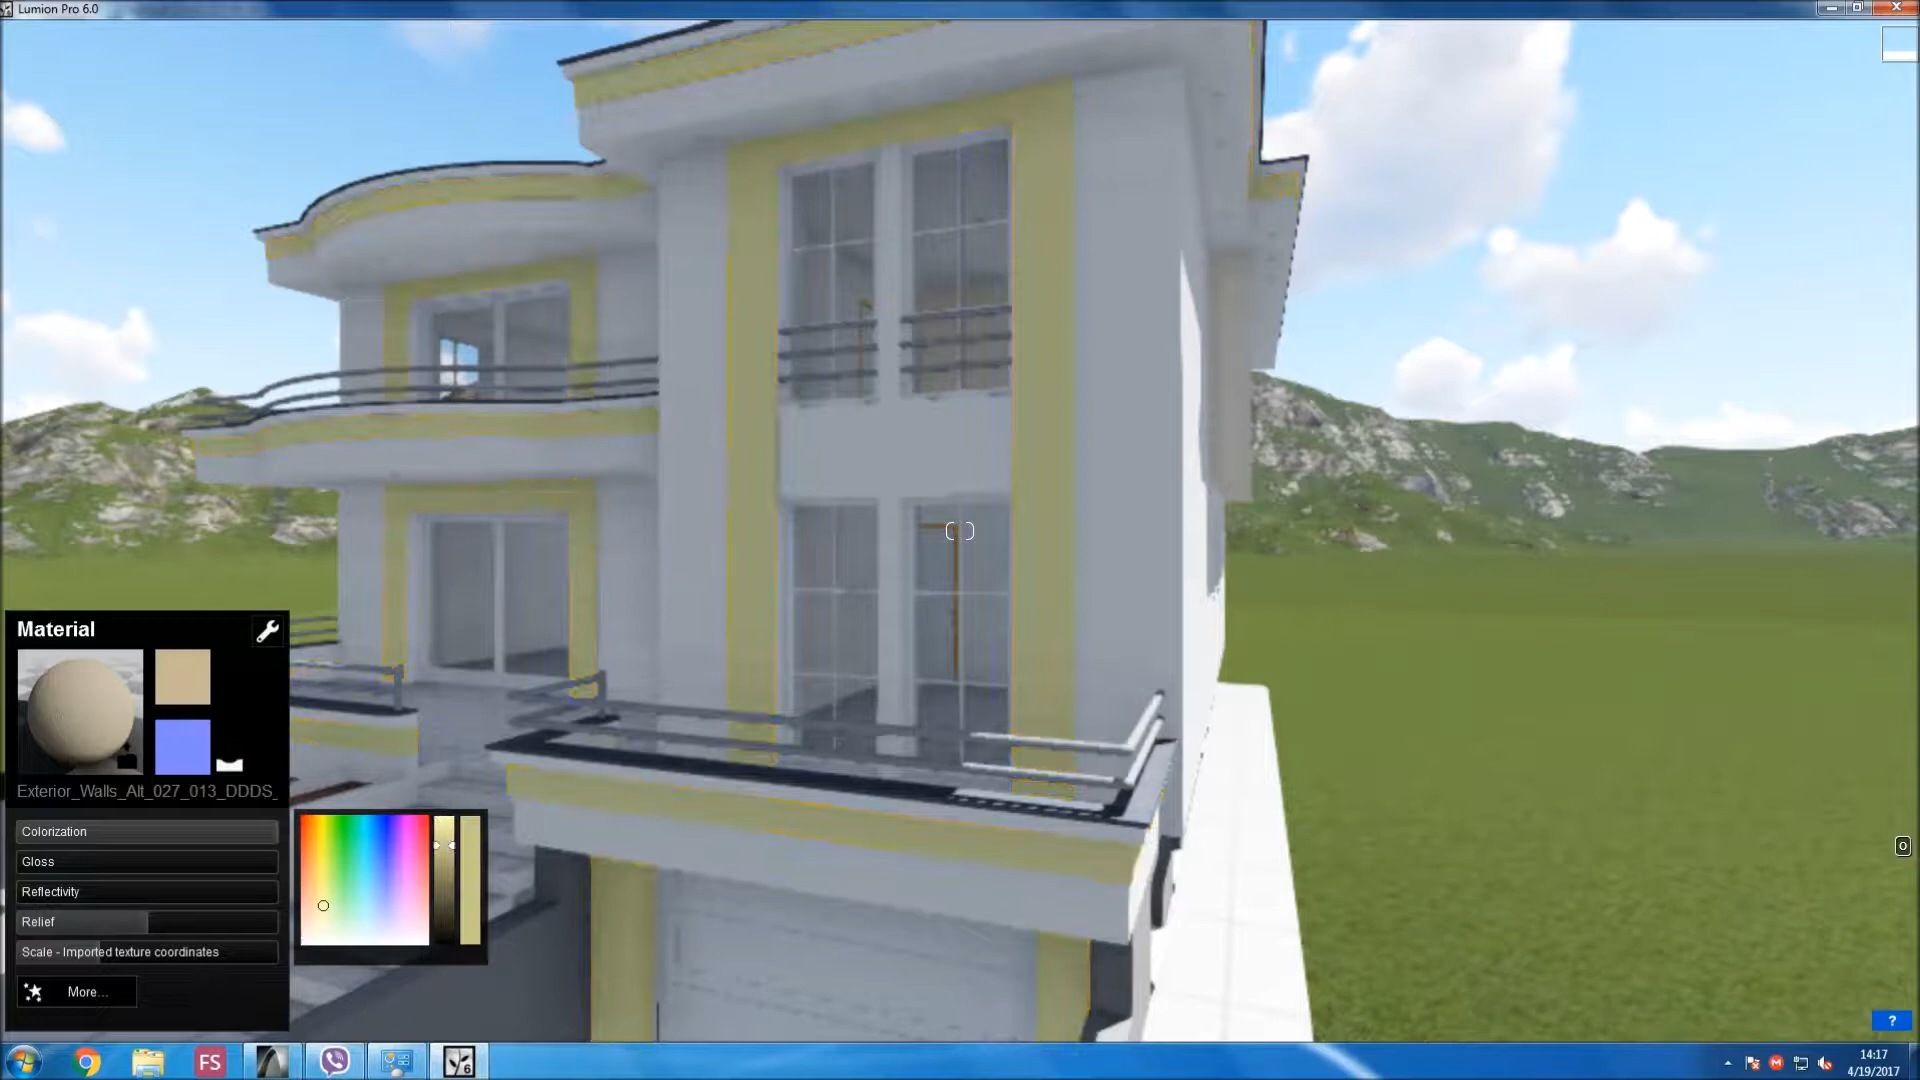 Lumion Pro 6.0
Material
Exterior_Walls_Alt_027_013_DDDS_
Colorization
Gloss
Reflectivity
Relief
Scale - Imported texture coordinates
More...
O
?
FS
6
M
14:17
4/19/2017